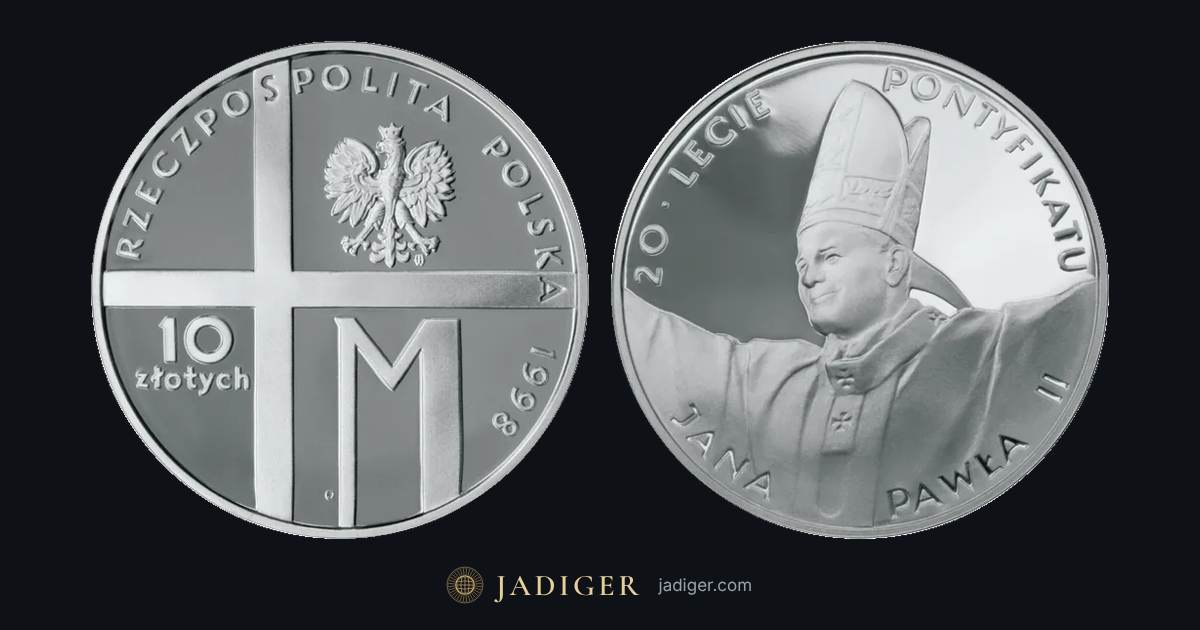 RZECZPOSPOLITA POLSKA 1998
10
złotych
M
20 · LECIE PONTYFIKATU
JANA PAWŁA II
JADIGER
jadiger.com